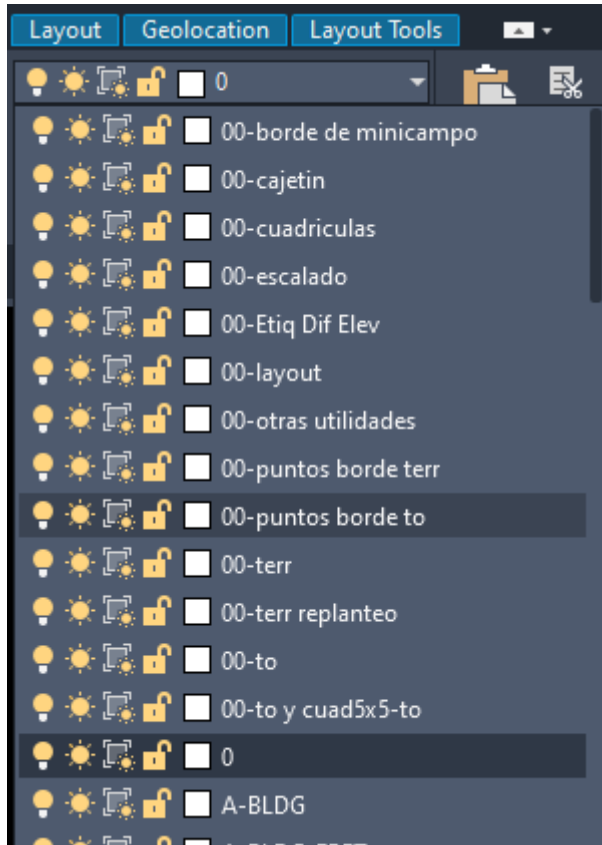 Layout Geolocation Layout Tools
0
00-borde de minicampo
00-cajetin
00-cuadriculas
00-escalado
00-Etiq Dif Elev
00-layout
00-otras utilidades
00-puntos borde terr
00-puntos borde to
00-terr
00-terr replanteo
00-to
00-to y cuad5x5-to
0
A-BLDG